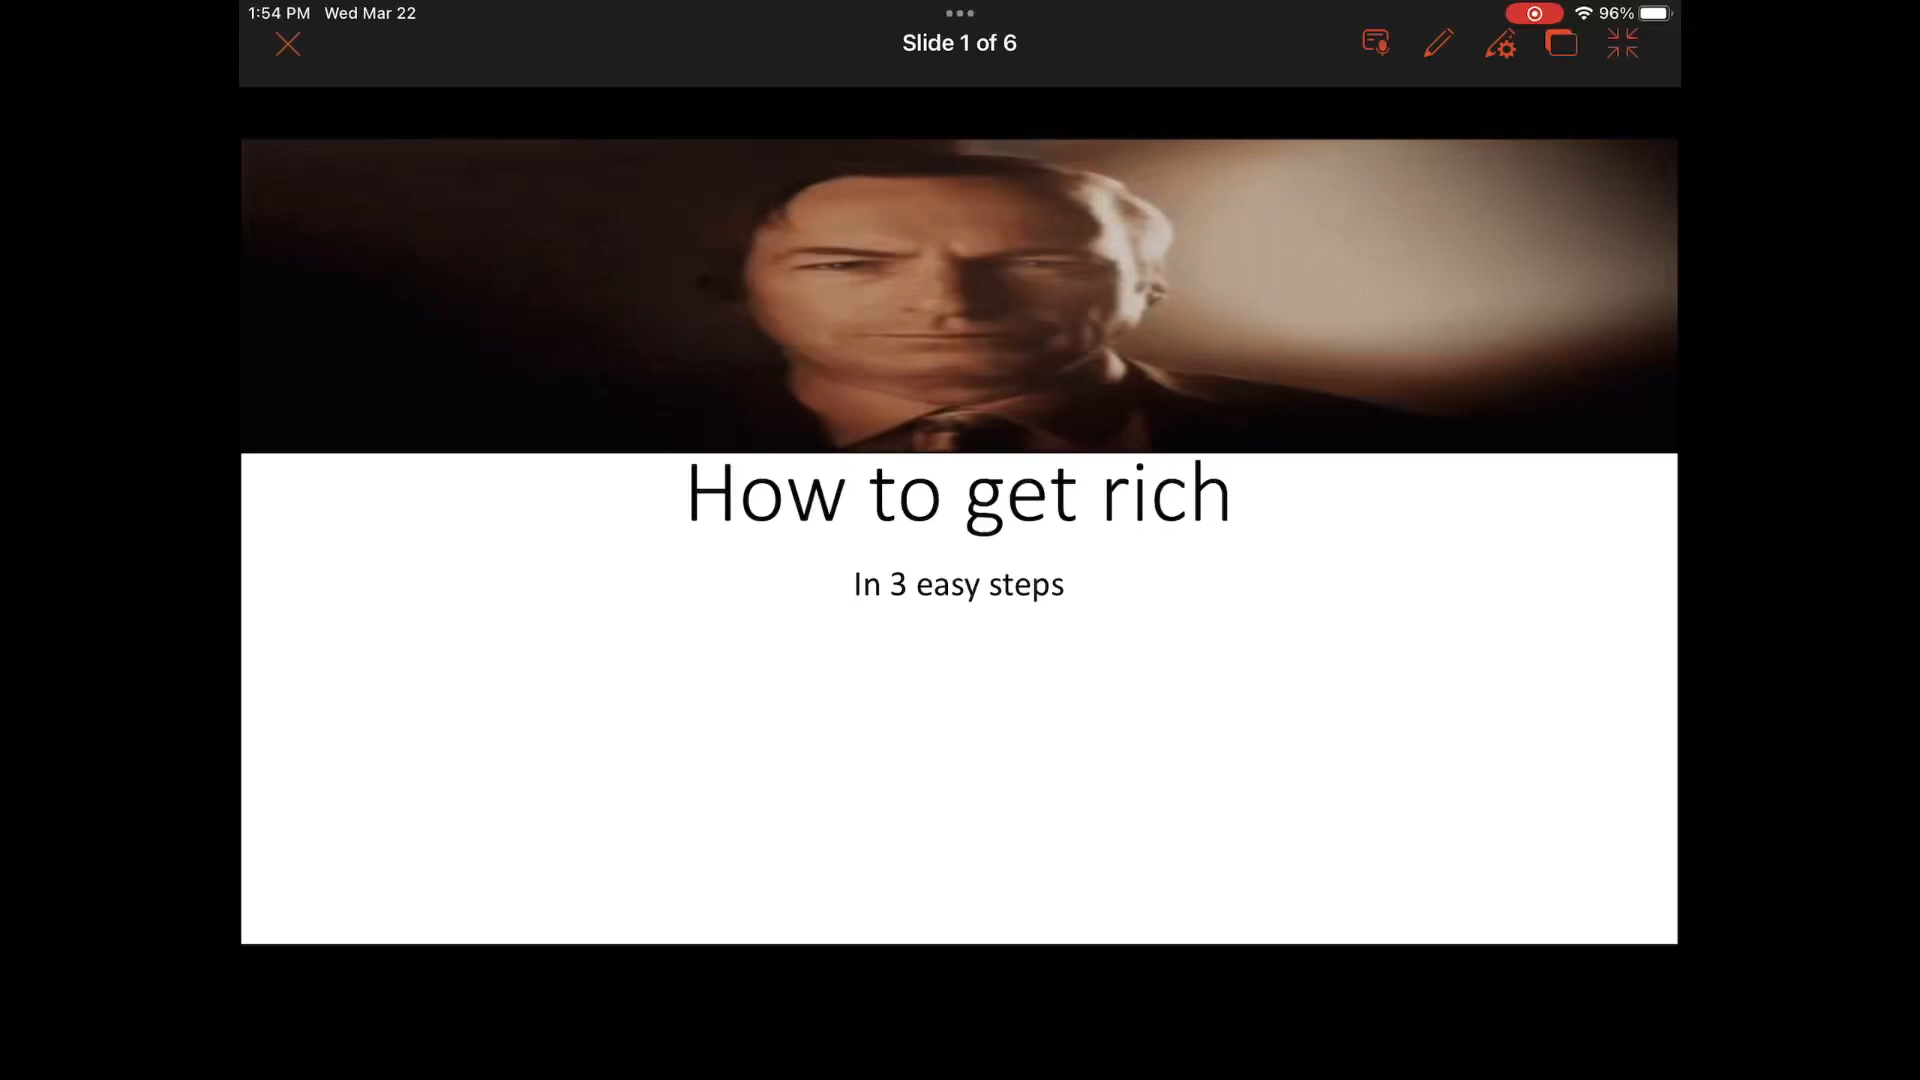 1:54 PM Wed Mar 22
96%
Slide 1 of 6
How to get rich
In 3 easy steps